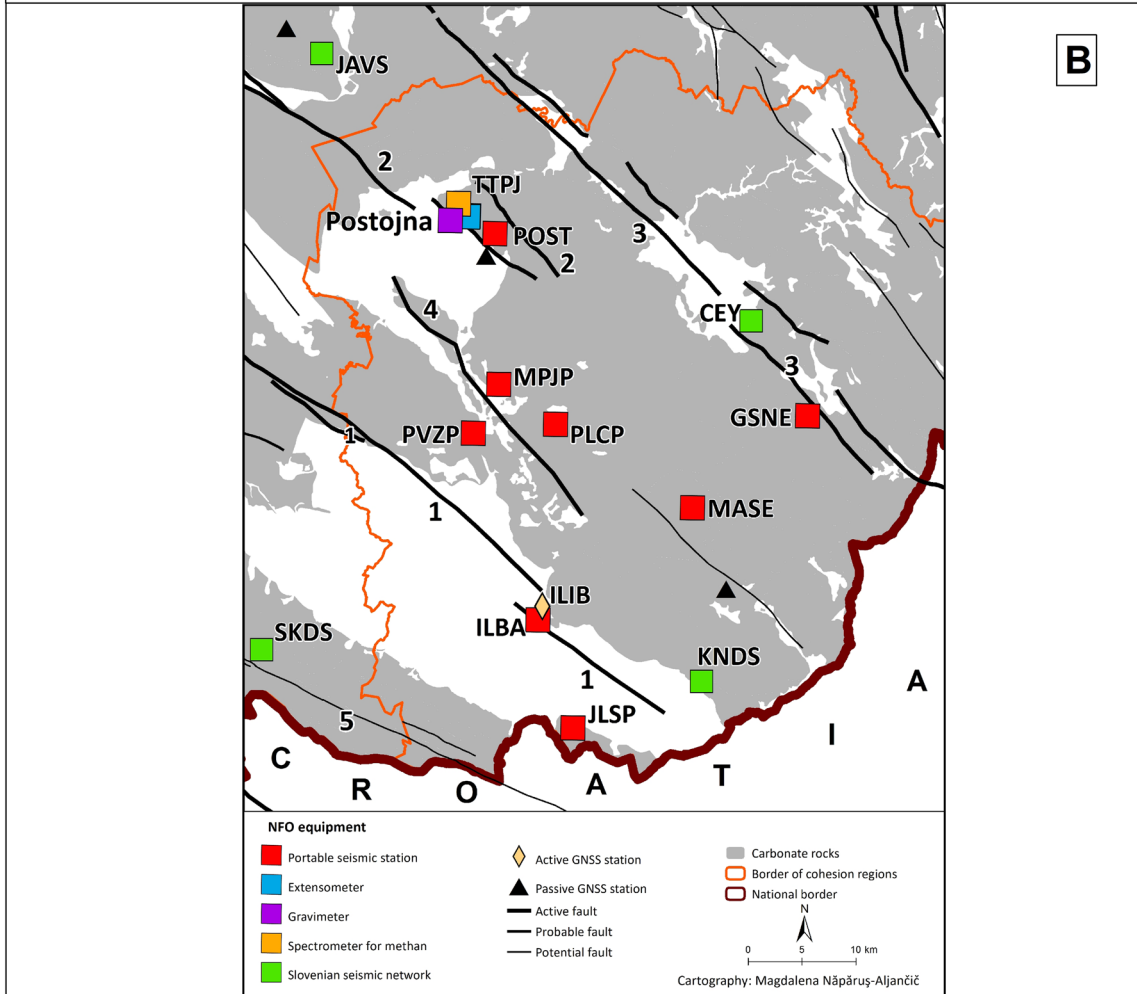 B
JAVS
2
TTPJ
Postojna
POST
3
2
4
CEY
3
MPJP
GSNE
PVZP
PLCP
1
1
MASE
ILIB
ILBA
SKDS
KNDS
1
A
JLSP
5
I
C
T
R
O
A
NFO equipment
Portable seismic station
Extensometer
Gravimeter
Spectrometer for methan
Slovenian seismic network
Active GNSS station
Passive GNSS station
Active fault
Probable fault
Potential fault
Carbonate rocks
Border of cohesion regions
National border
N
0 5 10 km
Cartography: Magdalena Năpăruş-Aljančič